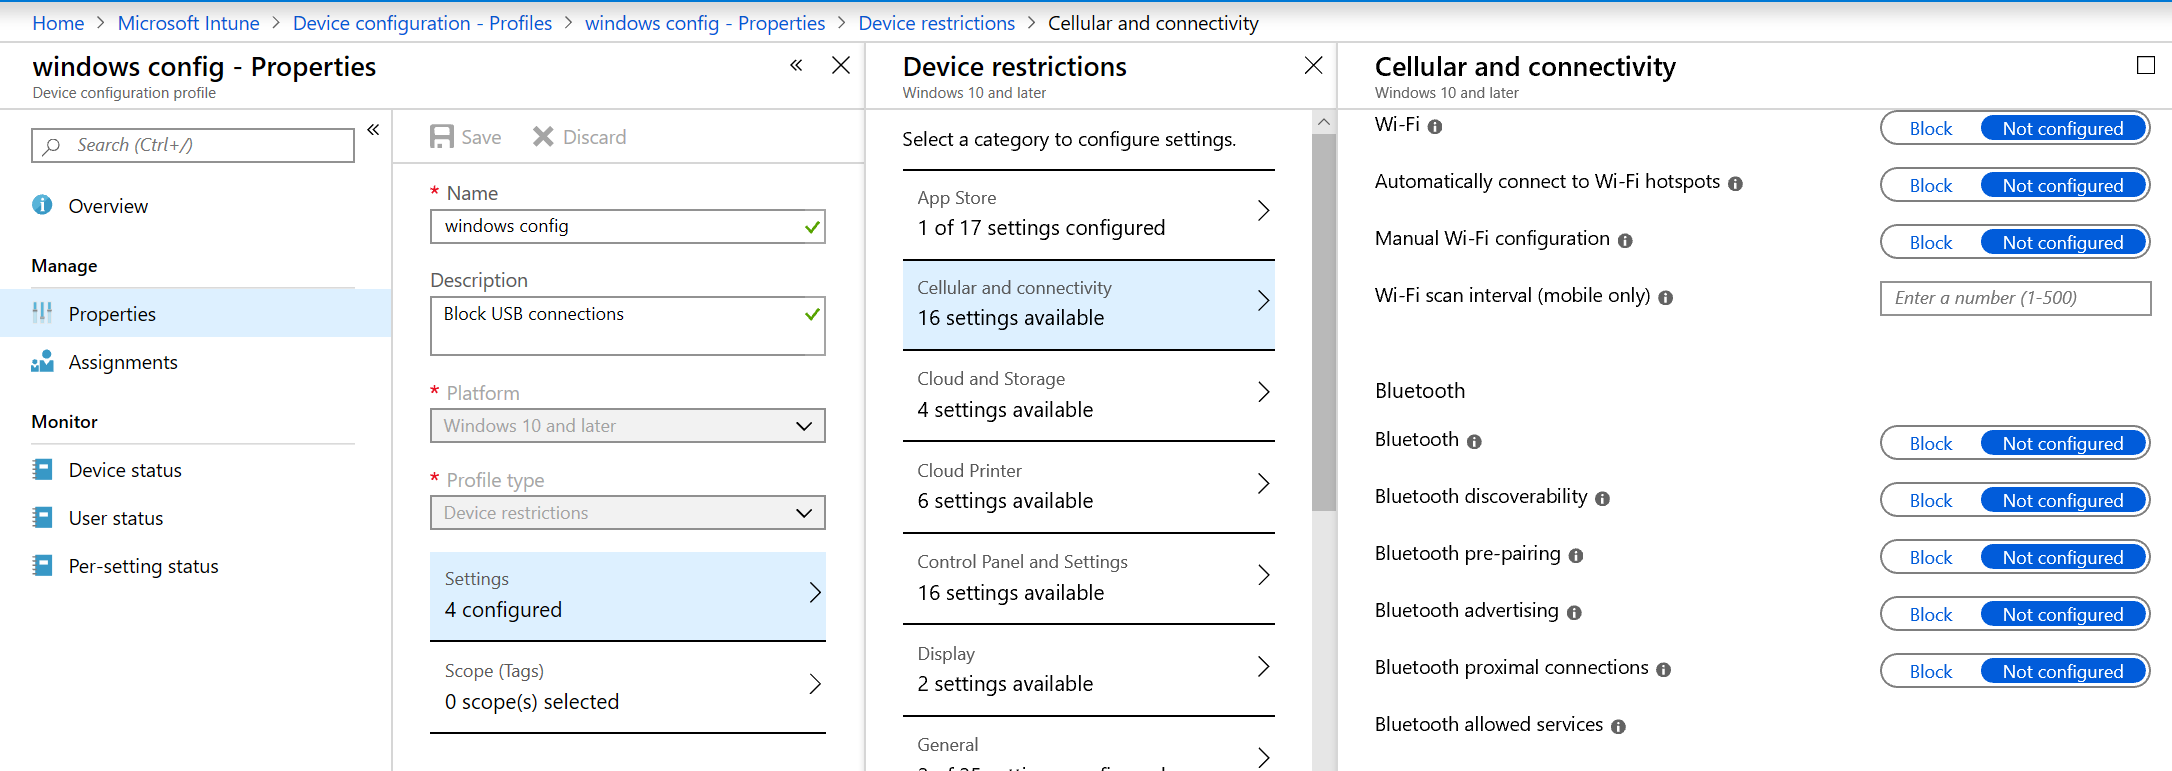 Home > Microsoft Intune > Device configuration - Profiles > windows config - Properties > Device restrictions > Cellular and connectivity
windows config - Properties
Device configuration profile
Search (Ctrl+/)
Overview
Manage
Properties
Assignments
Monitor
Device status
User status
Per-setting status
Save Discard
* Name
windows config
Description
Block USB connections
* Platform
Windows 10 and later
* Profile type
Device restrictions
Settings
4 configured
Scope (Tags)
0 scope(s) selected
Device restrictions
Windows 10 and later
Select a category to configure settings.
App Store
1 of 17 settings configured
Cellular and connectivity
16 settings available
Cloud and Storage
4 settings available
Cloud Printer
6 settings available
Control Panel and Settings
16 settings available
Display
2 settings available
General
Cellular and connectivity
Windows 10 and later
Wi-Fi Block Not configured
Automatically connect to Wi-Fi hotspots Block Not configured
Manual Wi-Fi configuration Block Not configured
Wi-Fi scan interval (mobile only) Enter a number (1-500)
Bluetooth
Bluetooth Block Not configured
Bluetooth discoverability Block Not configured
Bluetooth pre-pairing Block Not configured
Bluetooth advertising Block Not configured
Bluetooth proximal connections Block Not configured
Bluetooth allowed services